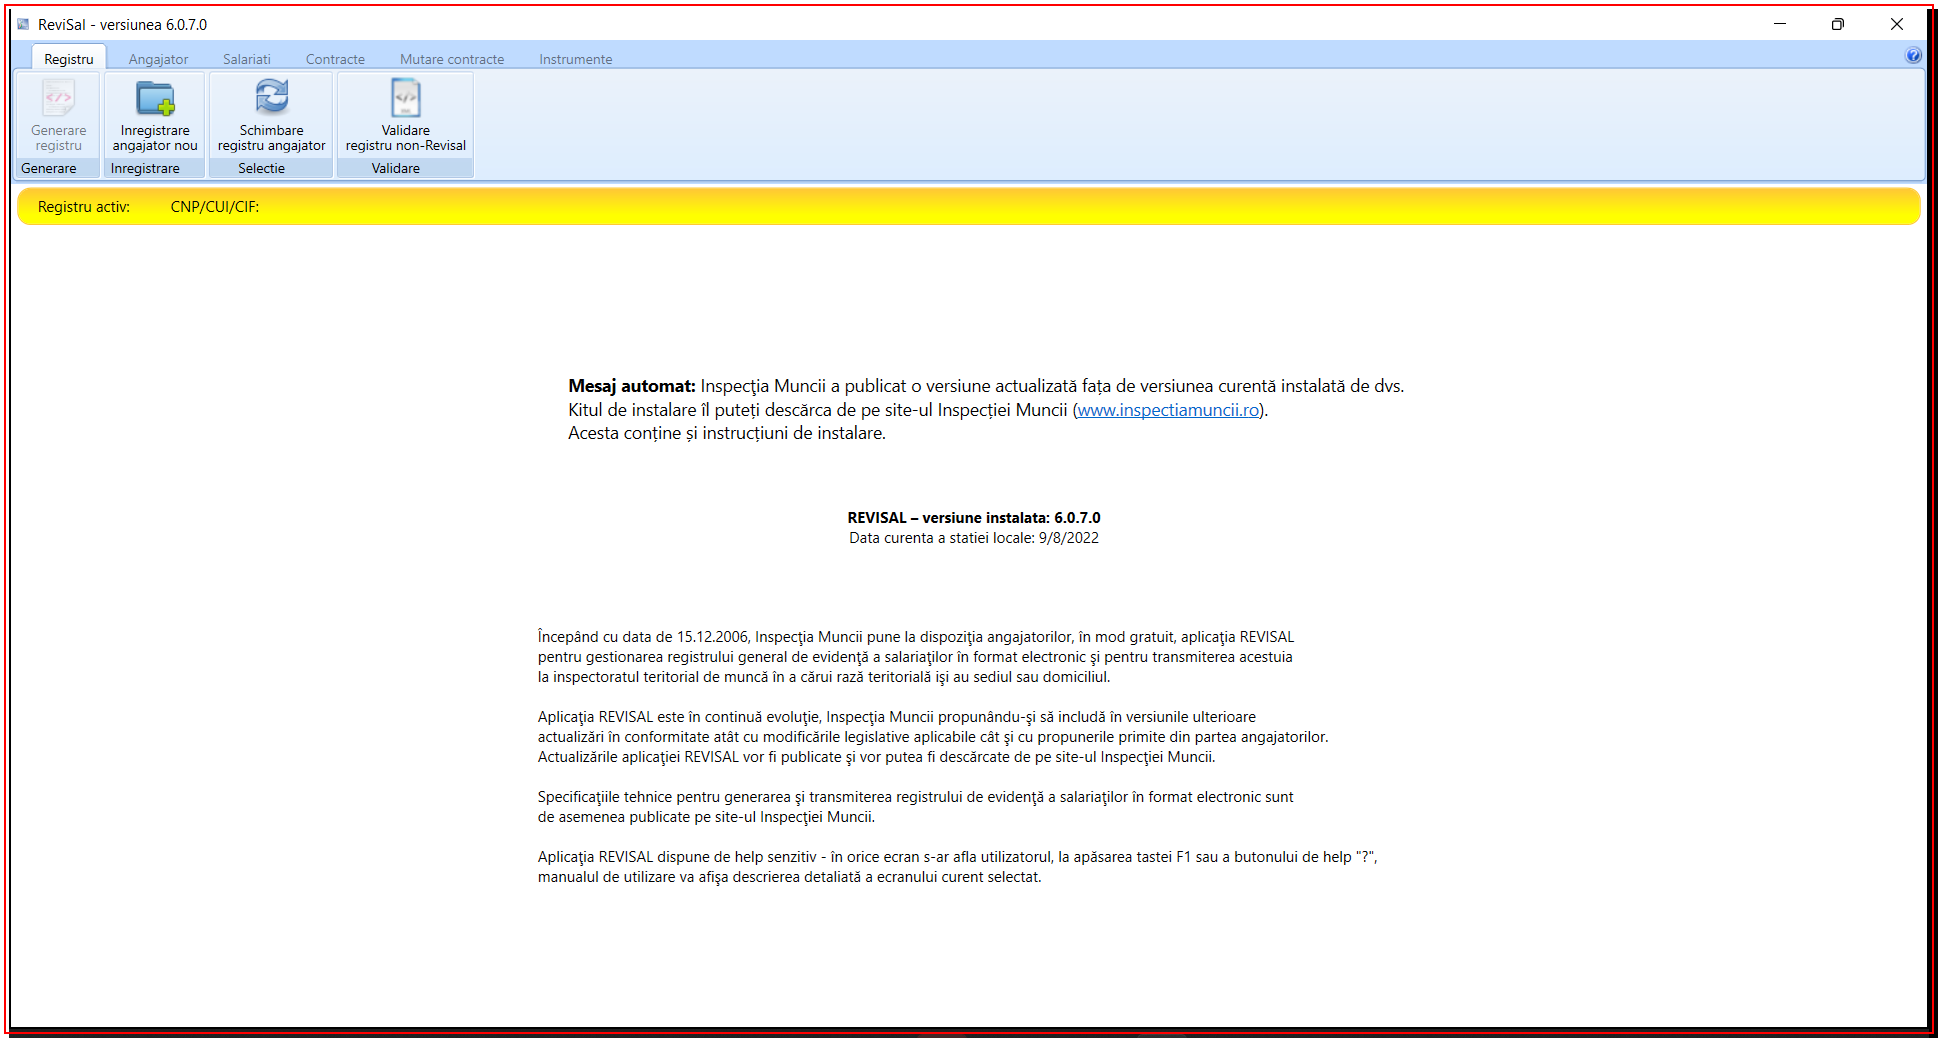 ReviSal - versiunea 6.0.7.0
Registru Angajator Salariati Contracte Mutare contracte Instrumente
Generare registru
Inregistrare angajator nou
Schimbare registru angajator
Validare registru non-Revisal
Generare Inregistrare Selectie Validare
Registru activ: CNP/CUI/CIF:
Mesaj automat: Inspecţia Muncii a publicat o versiune actualizată fața de versiunea curentă instalată de dvs.
Kitul de instalare îl puteți descărca de pe site-ul Inspecției Muncii (www.inspectiamuncii.ro).
Acesta conține și instrucțiuni de instalare.
REVISAL – versiune instalata: 6.0.7.0
Data curenta a statiei locale: 9/8/2022
Începând cu data de 15.12.2006, Inspecţia Muncii pune la dispoziţia angajatorilor, în mod gratuit, aplicaţia REVISAL
pentru gestionarea registrului general de evidenţă a salariaţilor în format electronic şi pentru transmiterea acestuia
la inspectoratul teritorial de muncă în a cărui rază teritorială işi au sediul sau domiciliul.
Aplicaţia REVISAL este în continuă evoluţie, Inspecţia Muncii propunându-şi să includă în versiunile ulterioare
actualizări în conformitate atât cu modificările legislative aplicabile cât şi cu propunerile primite din partea angajatorilor.
Actualizările aplicaţiei REVISAL vor fi publicate şi vor putea fi descărcate de pe site-ul Inspecţiei Muncii.
Specificaţiile tehnice pentru generarea şi transmiterea registrului de evidenţă a salariaţilor în format electronic sunt
de asemenea publicate pe site-ul Inspecţiei Muncii.
Aplicaţia REVISAL dispune de help senzitiv - în orice ecran s-ar afla utilizatorul, la apăsarea tastei F1 sau a butonului de help "?",
manualul de utilizare va afişa descrierea detaliată a ecranului curent selectat.